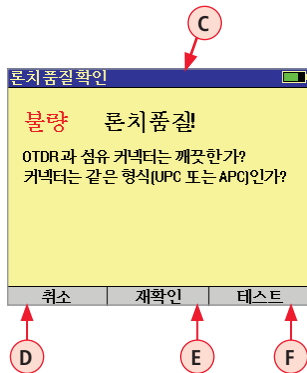 C
론치품질확인
불량 론치품질!
OTDR과 섬유 커넥터는 깨끗한가?
커넥터는 같은 형식(UPC 또는 APC)인가?
취소 재확인 테스트
D E F